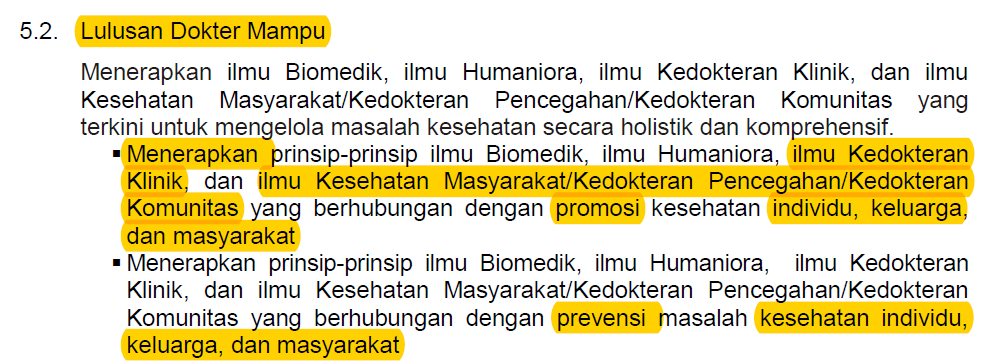 5.2. Lulusan Dokter Mampu
Menerapkan ilmu Biomedik, ilmu Humaniora, ilmu Kedokteran Klinik, dan ilmu
Kesehatan Masyarakat/Kedokteran Pencegahan/Kedokteran Komunitas yang
terkini untuk mengelola masalah kesehatan secara holistik dan komprehensif.
▪ Menerapkan prinsip-prinsip ilmu Biomedik, ilmu Humaniora, ilmu Kedokteran
Klinik, dan ilmu Kesehatan Masyarakat/Kedokteran Pencegahan/Kedokteran
Komunitas yang berhubungan dengan promosi kesehatan individu, keluarga,
dan masyarakat
▪ Menerapkan prinsip-prinsip ilmu Biomedik, ilmu Humaniora, ilmu Kedokteran
Klinik, dan ilmu Kesehatan Masyarakat/Kedokteran Pencegahan/Kedokteran
Komunitas yang berhubungan dengan prevensi masalah kesehatan individu,
keluarga, dan masyarakat